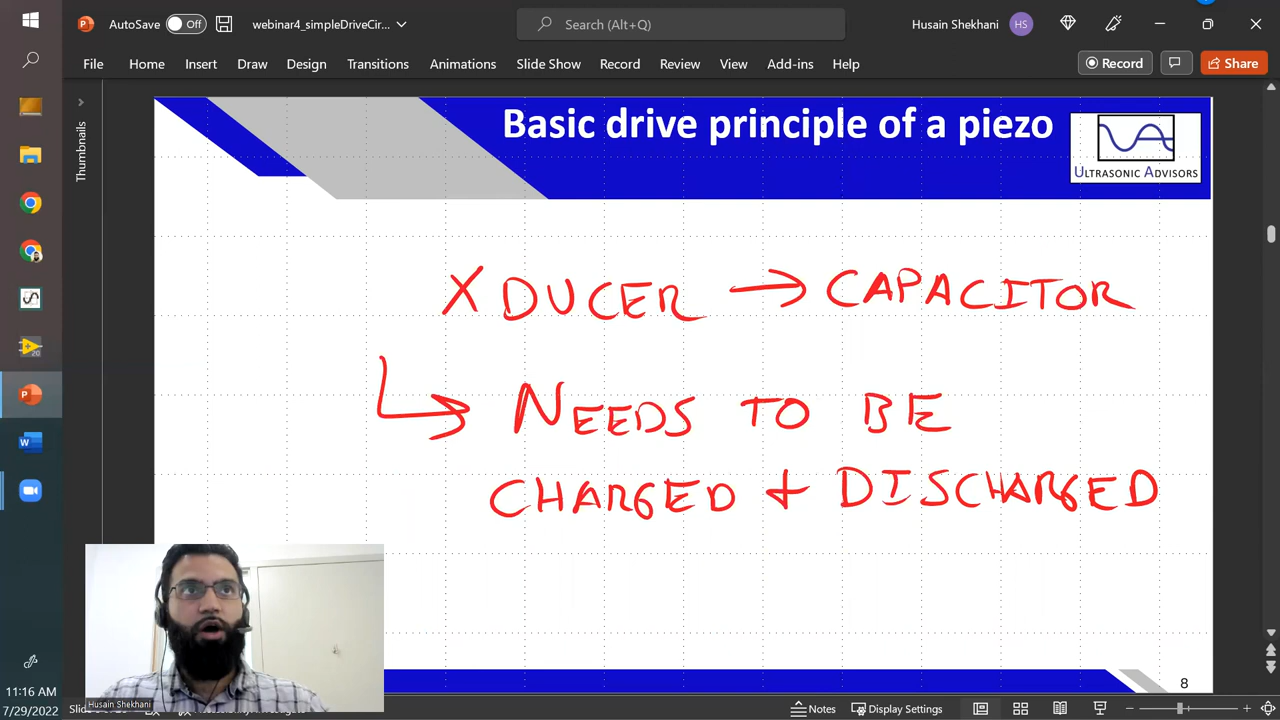 AutoSave
Off
webinar4_simpleDriveCir...
Search (Alt+Q)
Husain Shekhani
HS
File
Home
Insert
Draw
Design
Transitions
Animations
Slide Show
Record
Review
View
Add-ins
Help
Record
Share
Thumbnails
Basic drive principle of a piezo
ULTRASONIC ADVISORS
XDUCER → CAPACITOR
↳ NEEDS TO BE
CHARGED + DISCHARGED
8
Husain Shekhani
11:16 AM
7/29/2022
Notes
Display Settings